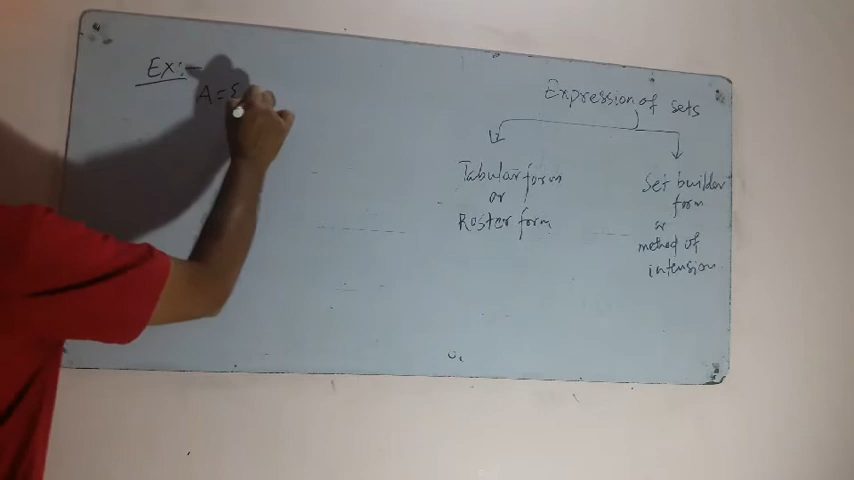 Ex:-
A = {
Expression of sets
Tabular form
or
Roster form
Set builder
form
or
method of
intension